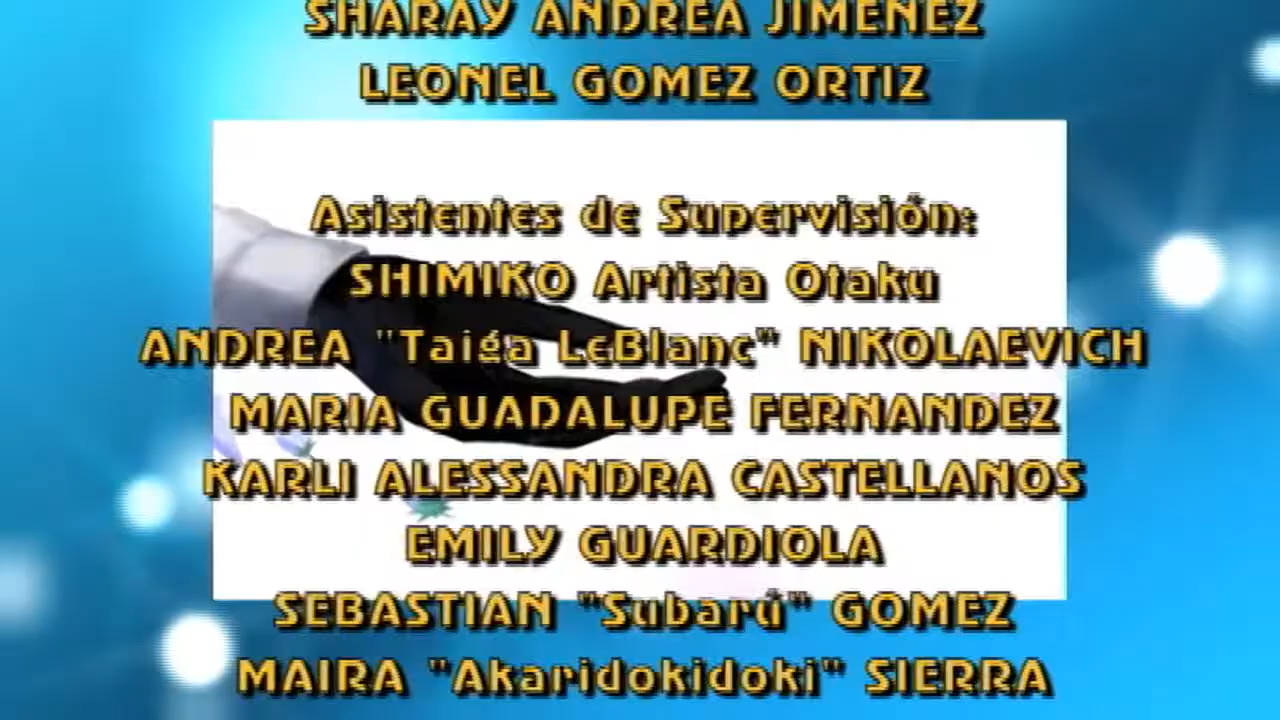 SHARAY ANDREA JIMENEZ
LEONEL GOMEZ ORTIZ
Asistentes de Supervisión:
SHIMIKO Artista Otaku
ANDREA "Taiga LeBlanc" NIKOLAEVICH
MARIA GUADALUPE FERNANDEZ
KARLI ALESSANDRA CASTELLANOS
EMILY GUARDIOLA
SEBASTIAN "Subarú" GOMEZ
MAIRA "Akaridokidoki" SIERRA